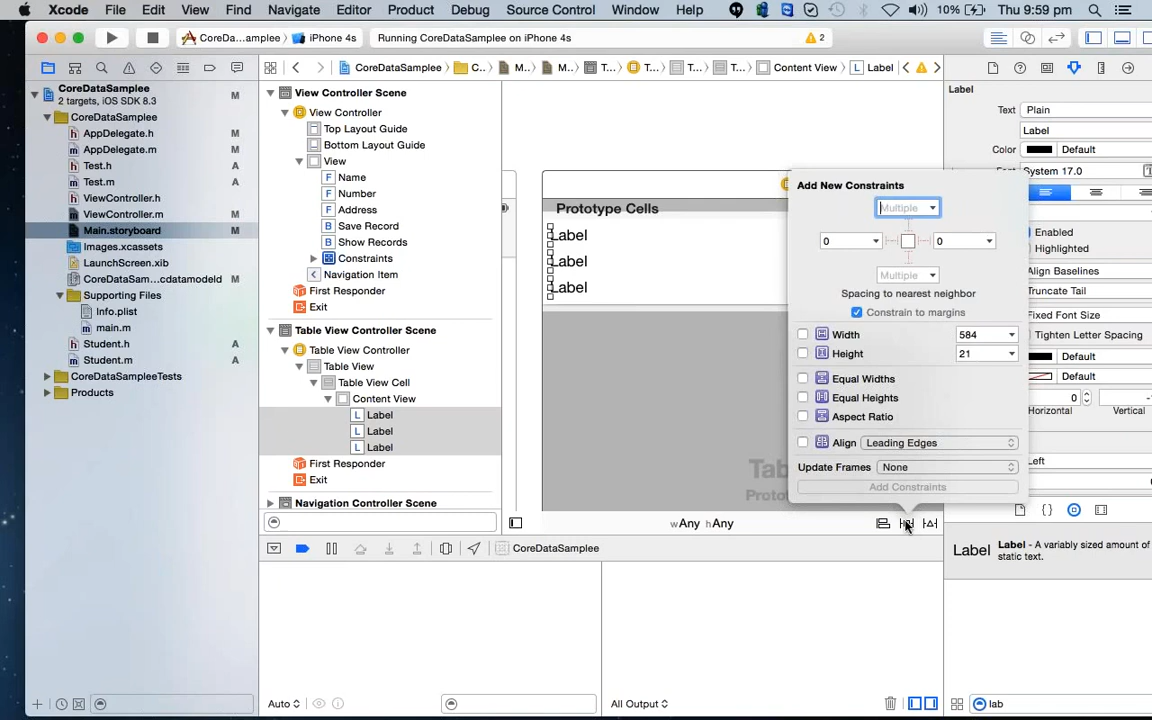 Xcode File Edit View Find Navigate Editor Product Debug Source Control Window Help 10% Thu 9:59 pm
CoreDa...amplee iPhone 4s Running CoreDataSamplee on iPhone 4s 2
CoreDataSamplee C... M... M... T... T... T... T... Content View L Label
CoreDataSamplee M
2 targets, iOS SDK 8.3
CoreDataSamplee
AppDelegate.h M
AppDelegate.m M
Test.h A
Test.m A
ViewController.h M
ViewController.m M
Main.storyboard M
Images.xcassets
LaunchScreen.xib
CoreDataSam...cdatamodeld M
Supporting Files
Info.plist
main.m
Student.h A
Student.m A
CoreDataSampleeTests
Products
View Controller Scene
View Controller
Top Layout Guide
Bottom Layout Guide
View
F Name
F Number
F Address
B Save Record
B Show Records
Constraints
Navigation Item
First Responder
Exit
Table View Controller Scene
Table View Controller
Table View
Table View Cell
Content View
L Label
L Label
L Label
First Responder
Exit
Navigation Controller Scene
Prototype Cells
Label
Label
Label
Tab
Proto
wAny hAny
Add New Constraints
Multiple
0 0
Multiple
Spacing to nearest neighbor
Constrain to margins
Width 584
Height 21
Equal Widths
Equal Heights
Aspect Ratio
Align Leading Edges
Update Frames None
Add Constraints
Label
Text Plain
Label
Color Default
System 17.0
Enabled
Highlighted
Align Baselines
Truncate Tail
Fixed Font Size
Tighten Letter Spacing
Default
Default
0
Horizontal Vertical
Left
Label Label - A variably sized amount of
static text.
CoreDataSamplee
Auto All Output lab